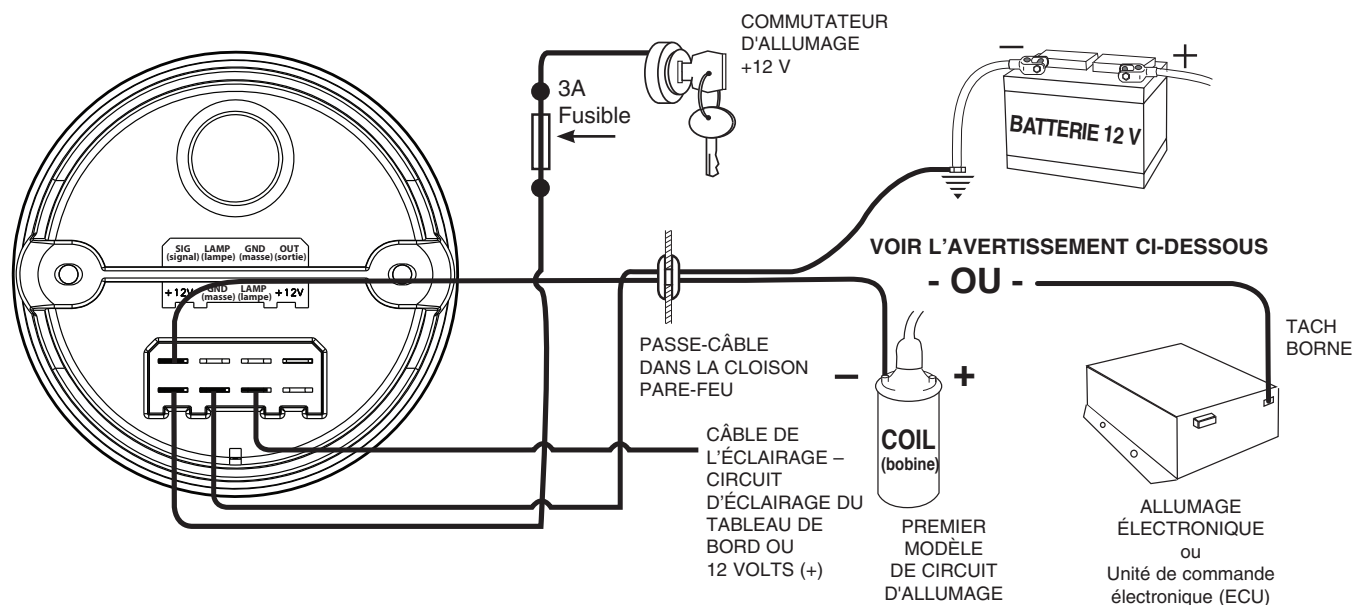 COMMUTATEUR
D'ALLUMAGE
+12 V
3A
Fusible
– +
BATTERIE 12 V
SIG LAMP GND OUT
(signal) (lampe) (masse) (sortie)
+12V GND LAMP +12V
(masse) (lampe)
VOIR L'AVERTISSEMENT CI-DESSOUS
- OU -
TACH
BORNE
PASSE-CÂBLE
DANS LA CLOISON
PARE-FEU
– +
COIL
(bobine)
CÂBLE DE
L'ÉCLAIRAGE –
CIRCUIT
D'ÉCLAIRAGE DU
TABLEAU DE
BORD OU
12 VOLTS (+)
PREMIER
MODÈLE
DE CIRCUIT
D'ALLUMAGE
ALLUMAGE
ÉLECTRONIQUE
ou
Unité de commande
électronique (ECU)